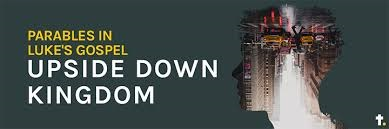 PARABLES IN
LUKE'S GOSPEL
UPSIDE DOWN
KINGDOM